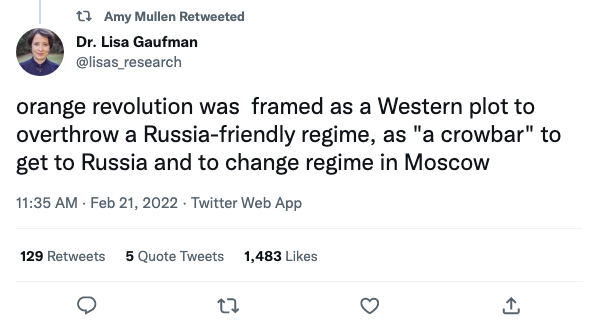 Amy Mullen Retweeted
Dr. Lisa Gaufman
@lisas_research
orange revolution was  framed as a Western plot to
overthrow a Russia-friendly regime, as "a crowbar" to
get to Russia and to change regime in Moscow
11:35 AM · Feb 21, 2022 · Twitter Web App
129 Retweets 5 Quote Tweets 1,483 Likes